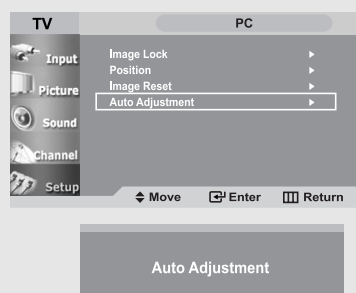 TV
PC
Input
Picture
Sound
Channel
Setup
Image Lock
Position
Image Reset
Auto Adjustment
Move Enter Return
Auto Adjustment